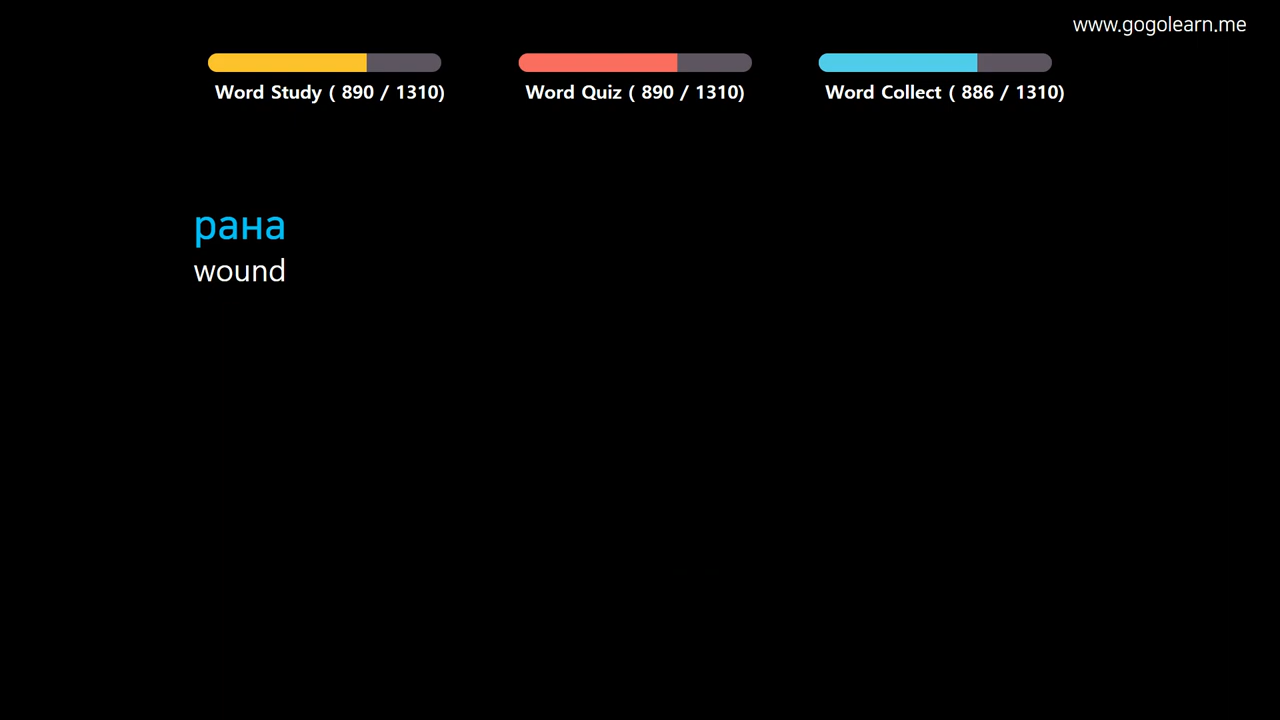 www.gogolearn.me
Word Study ( 890 / 1310)
Word Quiz ( 890 / 1310)
Word Collect ( 886 / 1310)
рана
wound